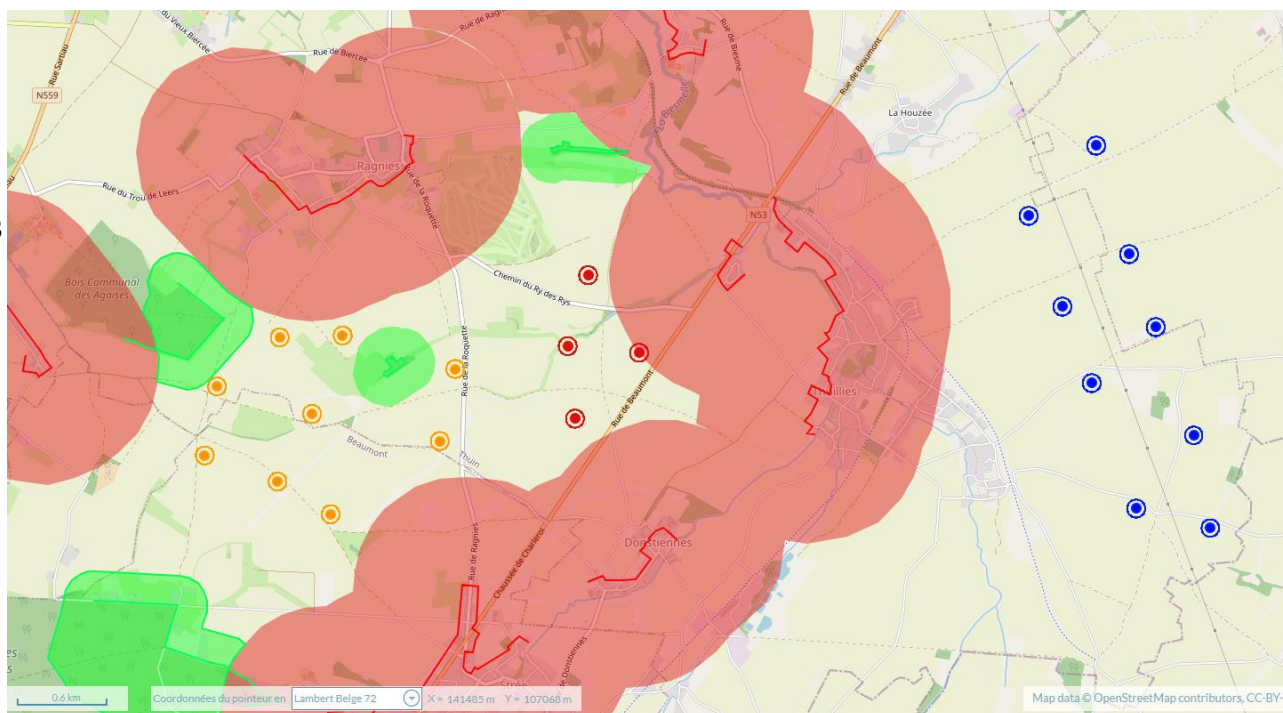 Rue du Vieux Biercée
Rue de Ragn
Rue de Biercée
Rue Sartiau
N559
Rue de Biesme
La Biesmelle
Rue de Beaumont
La Houzée
Ragnies
Rue du Trou de Leers
Rue de la Roquette
N53
Bois Communal
des Agaises
Chemin du Ry des Rys
Rue de la Roquette
Rue de Beaumont
Thuillies
Beaumont
Thuin
Rue de Ragnies
Chaussée de Charleroi
Donstiennes
e Donstiennes
Strée
0.6 km
Coordonnées du pointeur en
Lambert Belge 72
X = 141485 m Y = 107068 m
Map data © OpenStreetMap contributors, CC-BY-